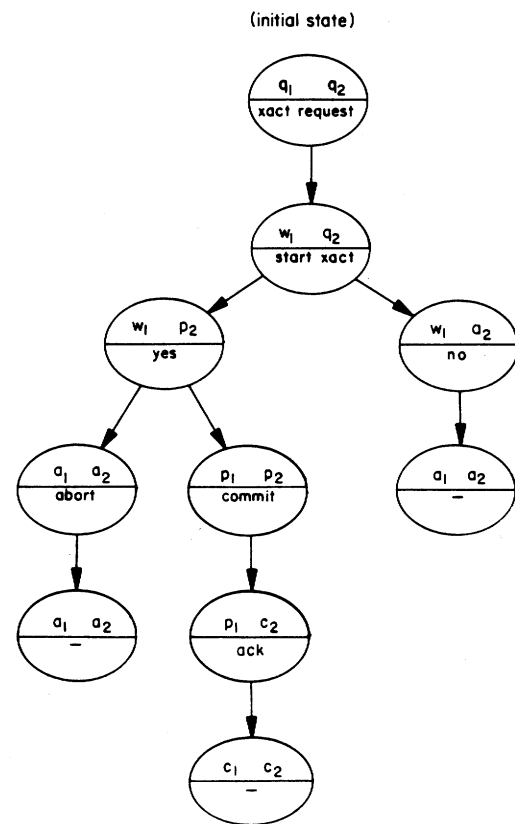 (initial state)
q₁ q₂
xact request
w₁ q₂
start xact
w₁ p₂
yes
w₁ a₂
no
a₁ a₂
abort
p₁ p₂
commit
a₁ a₂
–
a₁ a₂
–
p₁ c₂
ack
c₁ c₂
–